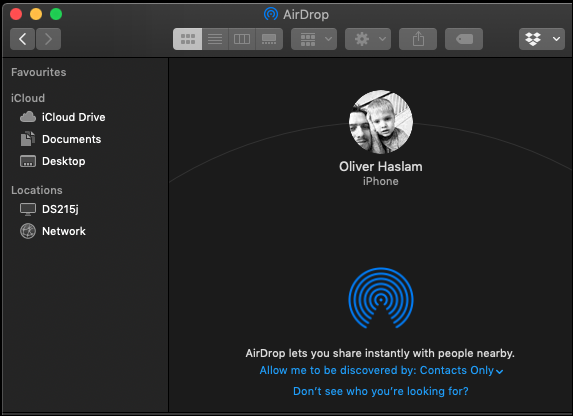 AirDrop
Favourites
iCloud
iCloud Drive
Documents
Desktop
Locations
DS215j
Network
Oliver Haslam
iPhone
AirDrop lets you share instantly with people nearby.
Allow me to be discovered by: Contacts Only
Don't see who you're looking for?